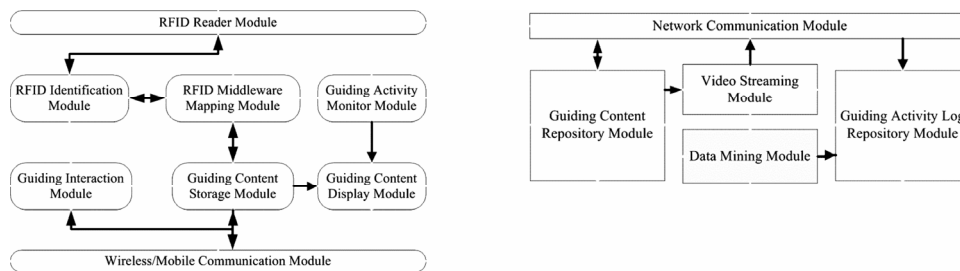 RFID Reader Module
RFID Identification
Module
RFID Middleware
Mapping Module
Guiding Activity
Monitor Module
Guiding Interaction
Module
Guiding Content
Storage Module
Guiding Content
Display Module
Wireless/Mobile Communication Module
Network Communication Module
Guiding Content
Repository Module
Video Streaming
Module
Data Mining Module
Guiding Activity Log
Repository Module